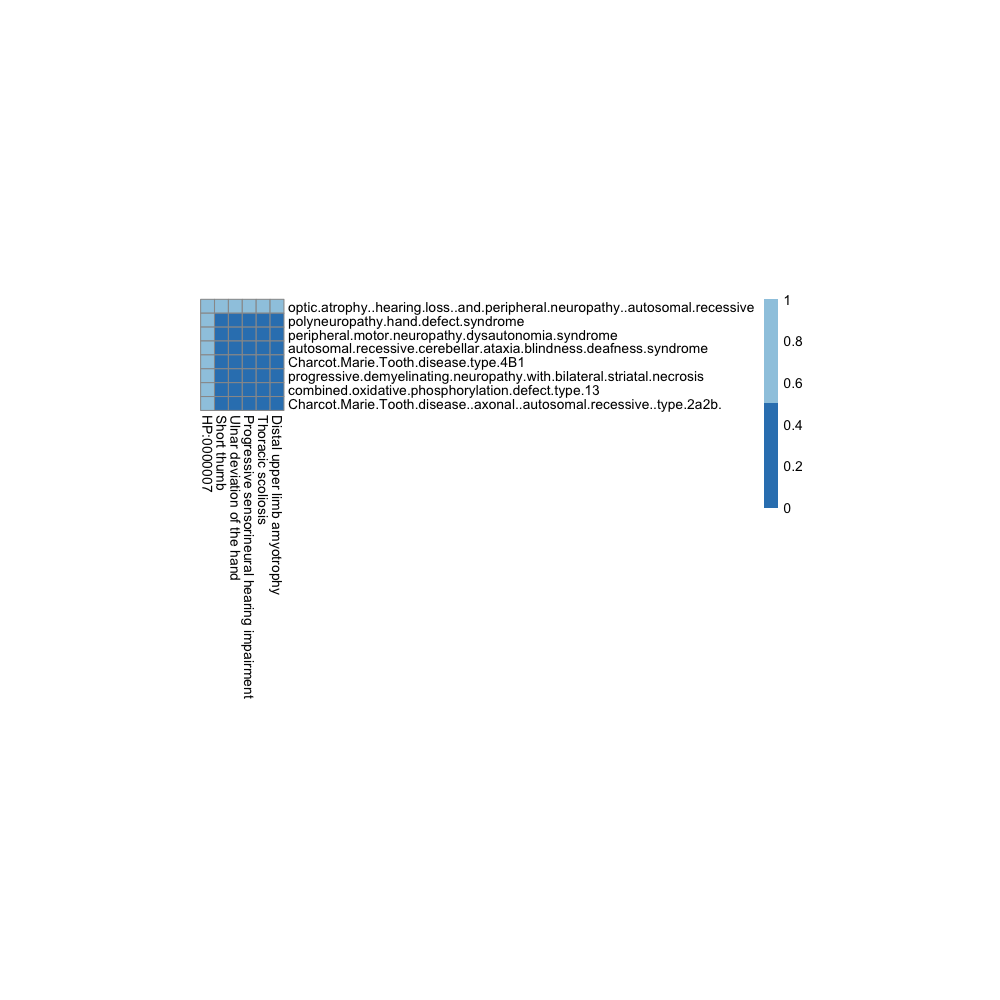 optic.atrophy..hearing.loss..and.peripheral.neuropathy..autosomal.recessive
polyneuropathy.hand.defect.syndrome
peripheral.motor.neuropathy.dysautonomia.syndrome
autosomal.recessive.cerebellar.ataxia.blindness.deafness.syndrome
Charcot.Marie.Tooth.disease.type.4B1
progressive.demyelinating.neuropathy.with.bilateral.striatal.necrosis
combined.oxidative.phosphorylation.defect.type.13
Charcot.Marie.Tooth.disease..axonal..autosomal.recessive..type.2a2b.
HP:0000007
Short thumb
Ulnar deviation of the hand
Progressive sensorineural hearing impairment
Thoracic scoliosis
Distal upper limb amyotrophy
1
0.8
0.6
0.4
0.2
0